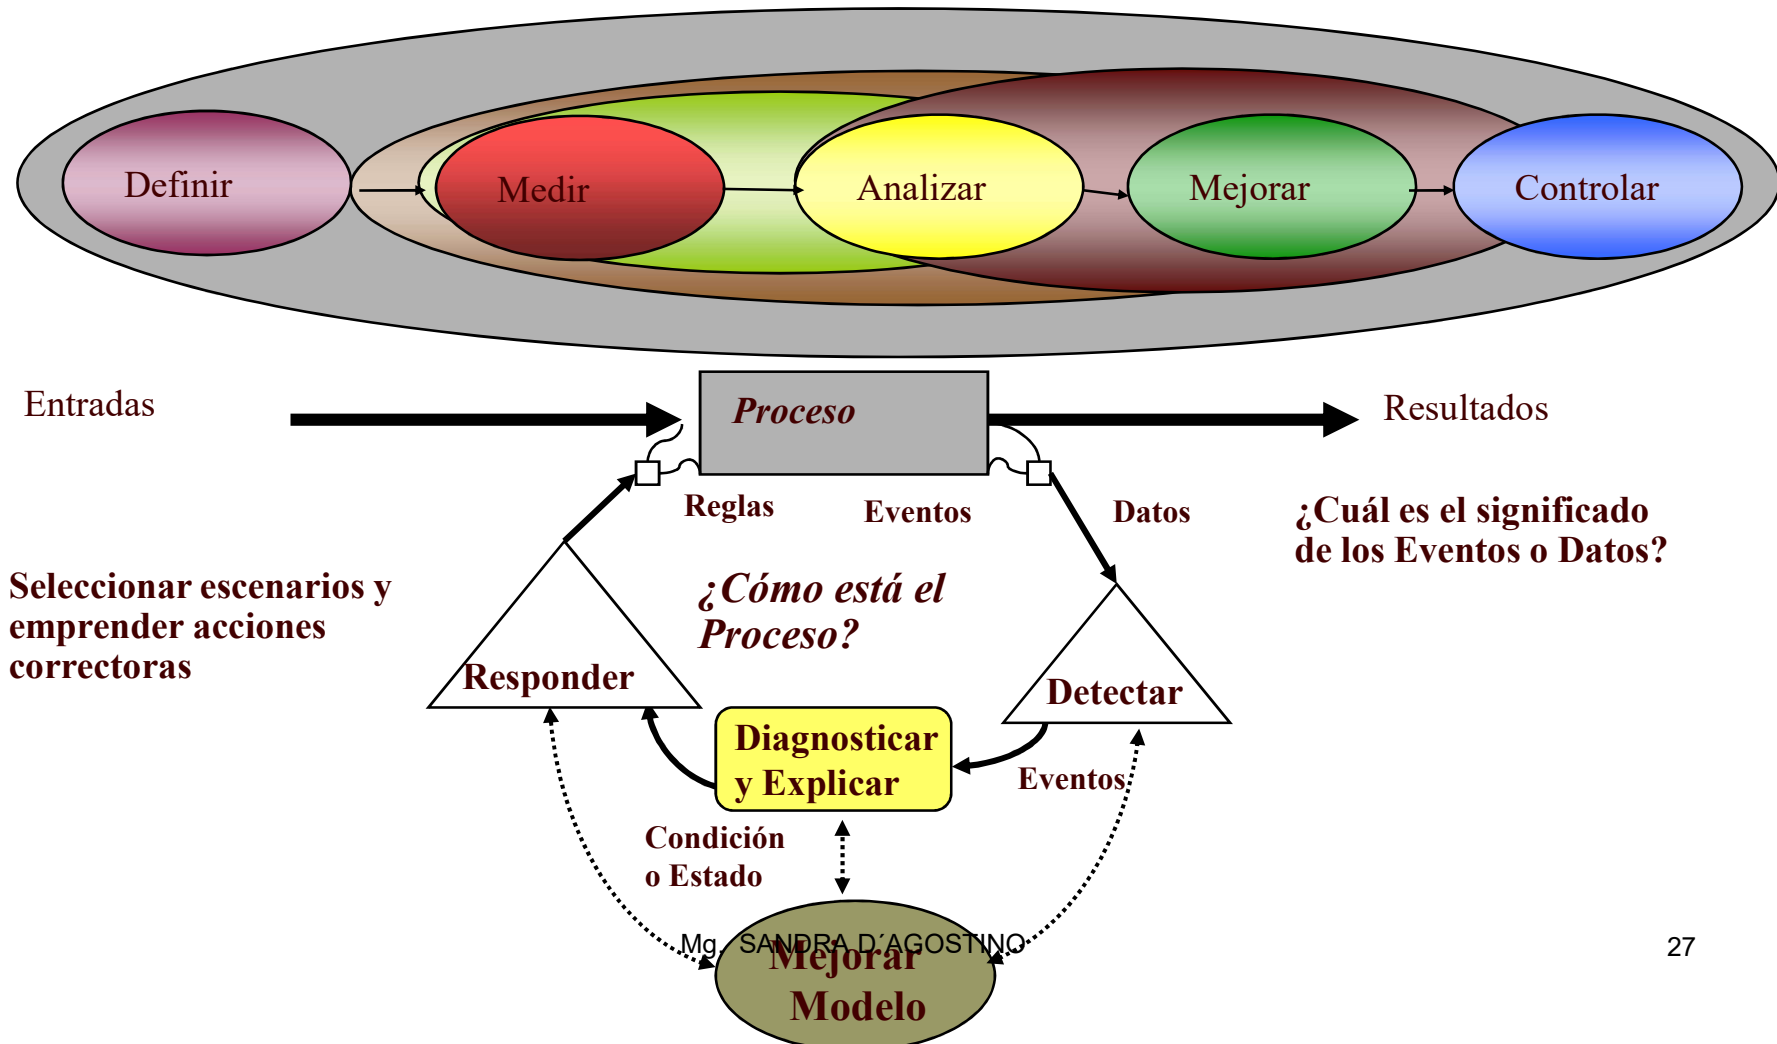 Definir
Medir
Analizar
Mejorar
Controlar
Entradas
Proceso
Resultados
Reglas
Eventos
Datos
¿Cuál es el significado
de los Eventos o Datos?
Seleccionar escenarios y
emprender acciones
correctoras
¿Cómo está el
Proceso?
Responder
Detectar
Diagnosticar
y Explicar
Eventos
Condición
o Estado
Mg. SANDRA D´AGOSTINO
27
Mejorar
Modelo